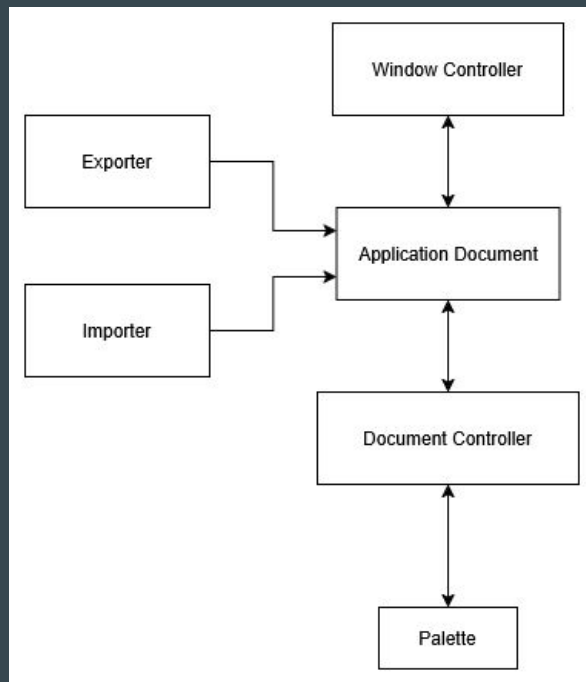 Window Controller
Exporter
Application Document
Importer
Document Controller
Palette